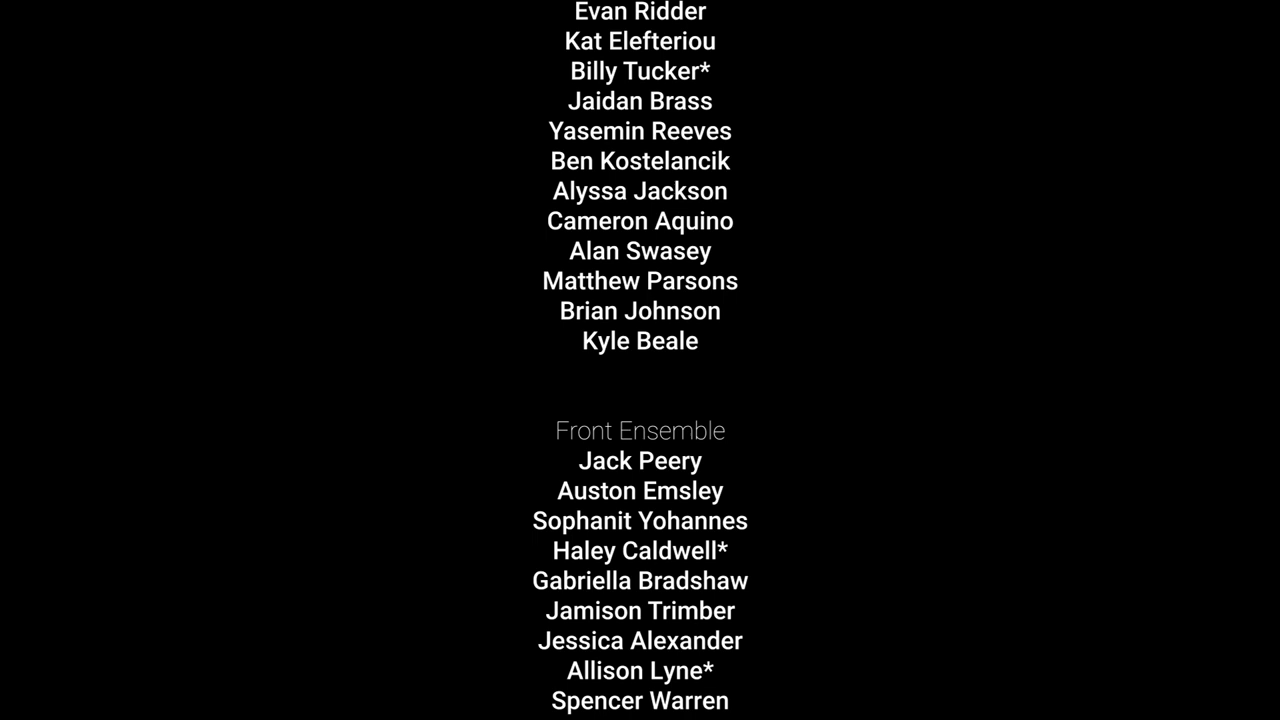 Evan Ridder
Kat Elefteriou
Billy Tucker*
Jaidan Brass
Yasemin Reeves
Ben Kostelancik
Alyssa Jackson
Cameron Aquino
Alan Swasey
Matthew Parsons
Brian Johnson
Kyle Beale
Front Ensemble
Jack Peery
Auston Emsley
Sophanit Yohannes
Haley Caldwell*
Gabriella Bradshaw
Jamison Trimber
Jessica Alexander
Allison Lyne*
Spencer Warren